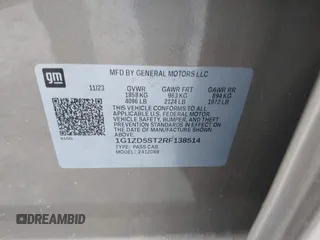 gm
MFD BY GENERAL MOTORS LLC
11/23 GVWR GAWR FRT GAWR RR
1858 KG 963 KG 894 KG
4096 LB 2124 LB 1972 LB
THIS VEHICLE CONFORMS TO ALL
APPLICABLE U.S. FEDERAL MOTOR
VEHICLE SAFETY, BUMPER, AND THEFT
PREVENTION STANDARDS IN EFFECT ON
THE DATE OF MANUFACTURE SHOWN ABOVE.
1G1ZD5ST2RF138514
TYPE: PASS CAR
© DREAMBID